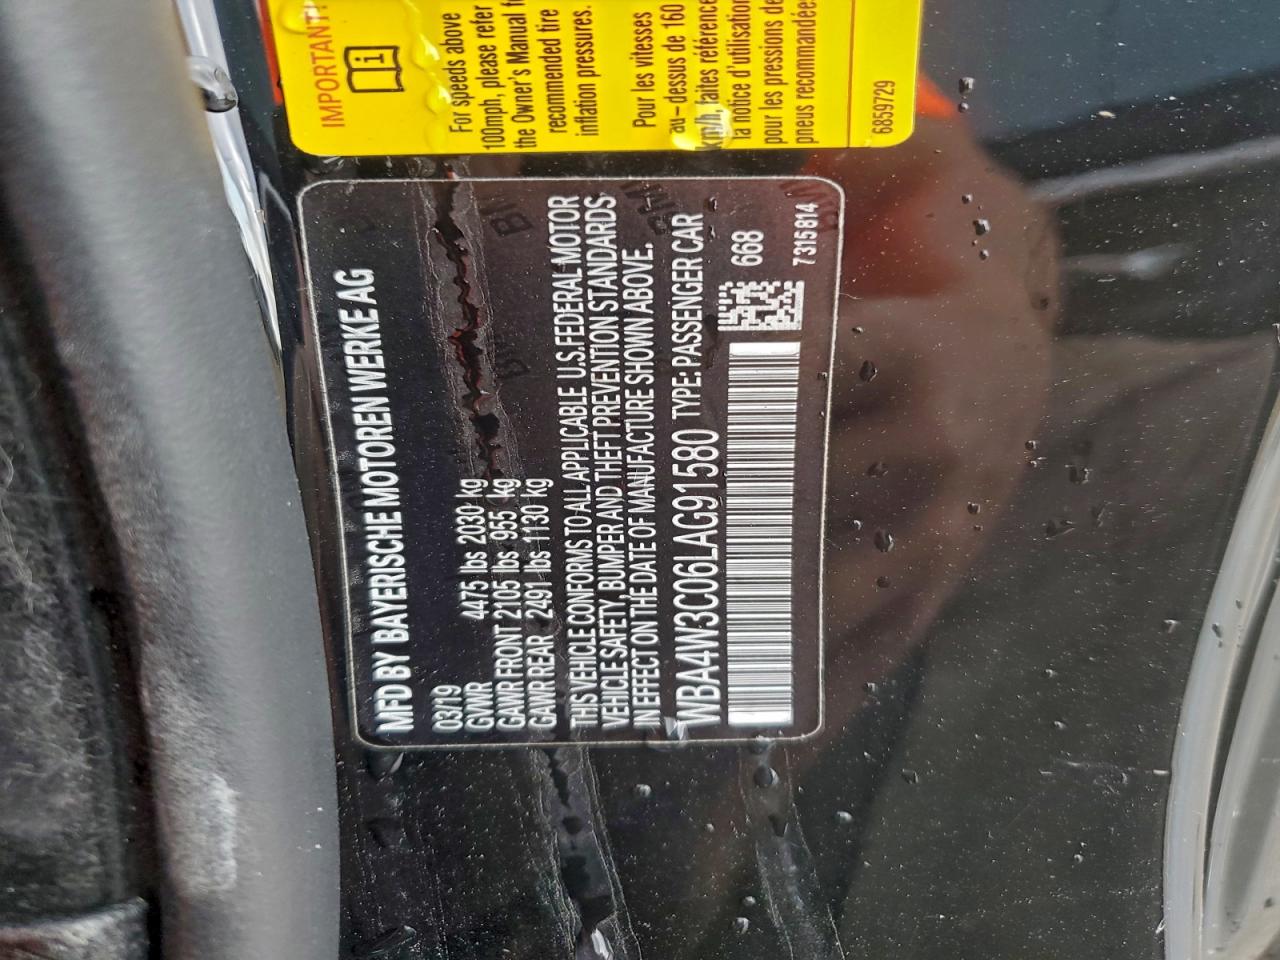 IMPORTANT!
For speeds above
100mph, please refer
the Owner's Manual
recommended tire
inflation pressures.
Pour les vitesses
au-dessus de 160
km/h, faites référence
la notice d'utilisation
pour les pressions de
pneus recommandées
6859729
MFD BY BAYERISCHE MOTOREN WERKE AG
03/19
GVWR 4475 lbs 2030 kg
GAWR FRONT 2105 lbs 955 kg
GAWR REAR 2491 lbs 1130 kg
THIS VEHICLE CONFORMS TO ALL APPLICABLE U.S. FEDERAL MOTOR
VEHICLE SAFETY, BUMPER AND THEFT PREVENTION STANDARDS
IN EFFECT ON THE DATE OF MANUFACTURE SHOWN ABOVE.
WBA4W3C06LAG91580 TYPE: PASSENGER CAR
668
7315814